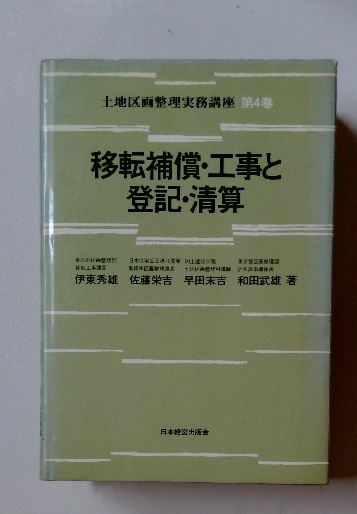 土地区画整理実務講座 第4巻
移転補償・工事と
登記・清算
伊東秀雄 佐藤栄吉 早田末吉 和田武雄 著
日本経営出版会